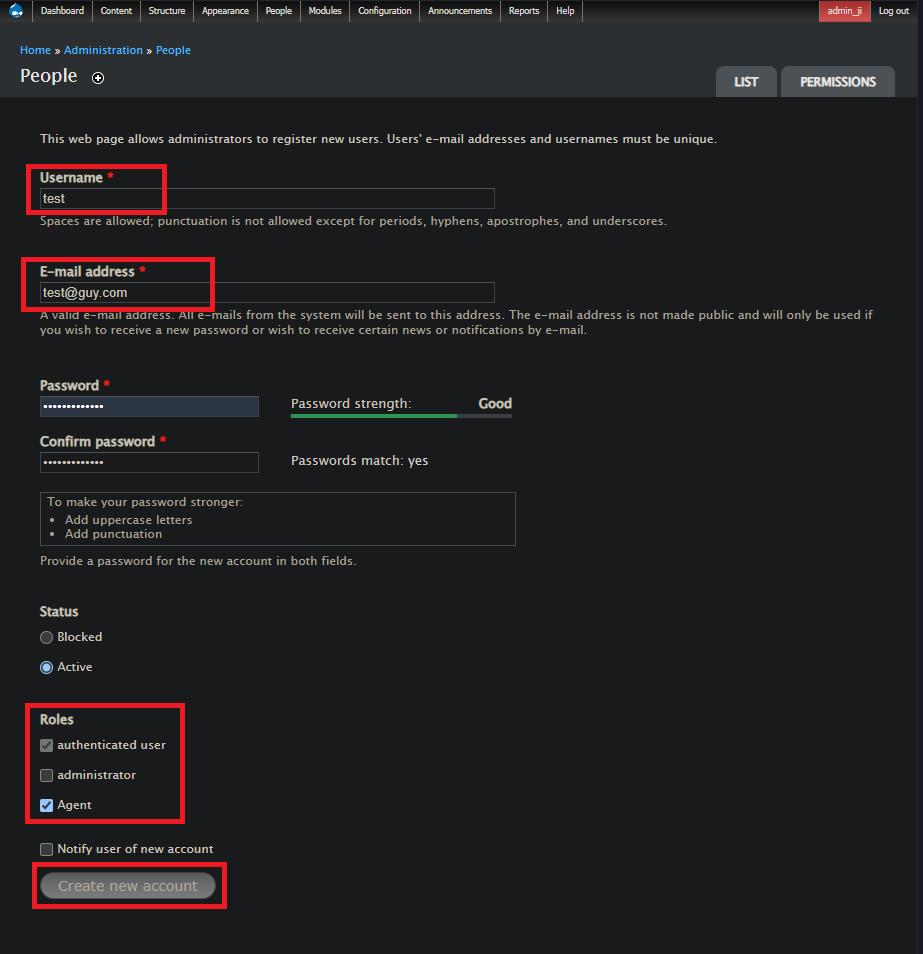 Dashboard Content Structure Appearance People Modules Configuration Announcements Reports Help admin_ji Log out
Home » Administration » People
People
LIST PERMISSIONS
This web page allows administrators to register new users. Users' e-mail addresses and usernames must be unique.
Username *
test
Spaces are allowed; punctuation is not allowed except for periods, hyphens, apostrophes, and underscores.
E-mail address *
test@guy.com
A valid e-mail address. All e-mails from the system will be sent to this address. The e-mail address is not made public and will only be used if
you wish to receive a new password or wish to receive certain news or notifications by e-mail.
Password *
•••••••••••••
Password strength: Good
Confirm password *
•••••••••••••
Passwords match: yes
To make your password stronger:
• Add uppercase letters
• Add punctuation
Provide a password for the new account in both fields.
Status
Blocked
Active
Roles
authenticated user
administrator
Agent
Notify user of new account
Create new account